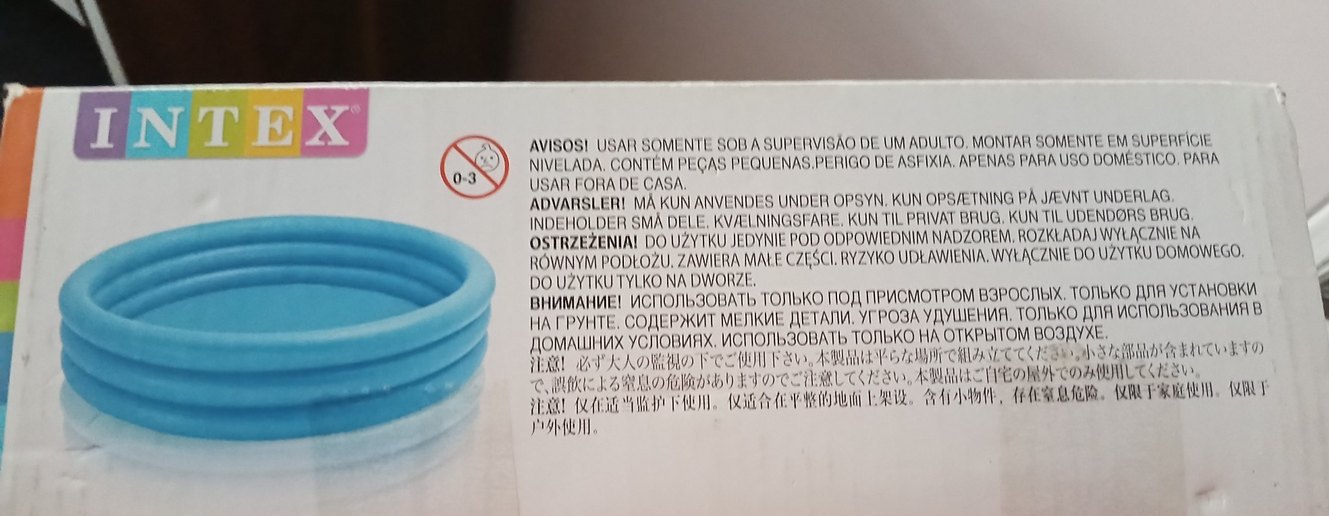 INTEX®
0-3
AVISOS! USAR SOMENTE SOB A SUPERVISÃO DE UM ADULTO. MONTAR SOMENTE EM SUPERFÍCIE
NIVELADA. CONTÉM PEÇAS PEQUENAS.PERIGO DE ASFIXIA. APENAS PARA USO DOMÉSTICO. PARA
USAR FORA DE CASA.
ADVARSLER! MÅ KUN ANVENDES UNDER OPSYN. KUN OPSÆTNING PÅ JÆVNT UNDERLAG.
INDEHOLDER SMÅ DELE. KVÆLNINGSFARE. KUN TIL PRIVAT BRUG. KUN TIL UDENDØRS BRUG.
OSTRZEŻENIA! DO UŻYTKU JEDYNIE POD ODPOWIEDNIM NADZOREM. ROZKŁADAJ WYŁĄCZNIE NA
RÓWNYM PODŁOŻU. ZAWIERA MAŁE CZĘŚCI. RYZYKO UDŁAWIENIA. WYŁĄCZNIE DO UŻYTKU DOMOWEGO.
DO UŻYTKU TYLKO NA DWORZE.
ВНИМАНИЕ! ИСПОЛЬЗОВАТЬ ТОЛЬКО ПОД ПРИСМОТРОМ ВЗРОСЛЫХ. ТОЛЬКО ДЛЯ УСТАНОВКИ
НА ГРУНТЕ. СОДЕРЖИТ МЕЛКИЕ ДЕТАЛИ. УГРОЗА УДУШЕНИЯ. ТОЛЬКО ДЛЯ ИСПОЛЬЗОВАНИЯ В
ДОМАШНИХ УСЛОВИЯХ. ИСПОЛЬЗОВАТЬ ТОЛЬКО НА ОТКРЫТОМ ВОЗДУХЕ.
注意! 必ず大人の監視の下でご使用下さい。本製品は平らな場所で組み立ててください。小さな部品が含まれていますの
で、誤飲による窒息の危険がありますのでご注意してください。本製品はご自宅の屋外でのみ使用してください。
注意! 仅在适当监护下使用。仅适合在平整的地面上架设。含有小物件，存在窒息危险。仅限于家庭使用。仅限于
户外使用。